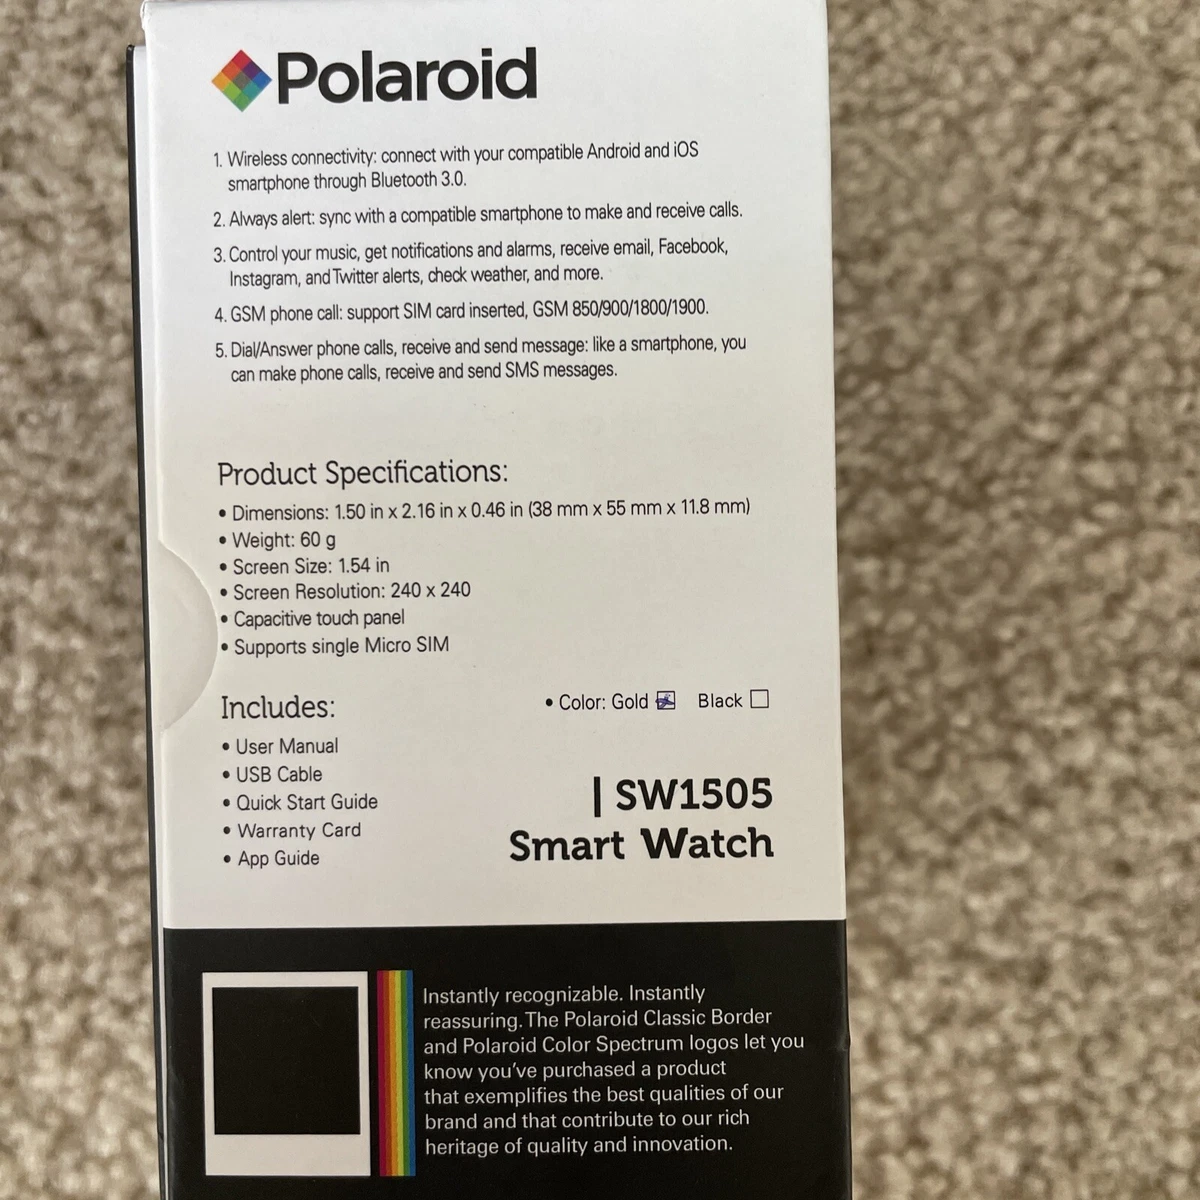 Polaroid
1. Wireless connectivity: connect with your compatible Android and iOS
smartphone through Bluetooth 3.0.
2. Always alert: sync with a compatible smartphone to make and receive calls.
3. Control your music, get notifications and alarms, receive email, Facebook,
Instagram, and Twitter alerts, check weather, and more.
4. GSM phone call: support SIM card inserted, GSM 850/900/1800/1900.
5. Dial/Answer phone calls, receive and send message: like a smartphone, you
can make phone calls, receive and send SMS messages.
Product Specifications:
• Dimensions: 1.50 in x 2.16 in x 0.46 in (38 mm x 55 mm x 11.8 mm)
• Weight: 60 g
• Screen Size: 1.54 in
• Screen Resolution: 240 x 240
• Capacitive touch panel
• Supports single Micro SIM
• Color: Gold Black
Includes:
• User Manual
• USB Cable
• Quick Start Guide
• Warranty Card
• App Guide
| SW1505
Smart Watch
Instantly recognizable. Instantly
reassuring. The Polaroid Classic Border
and Polaroid Color Spectrum logos let you
know you've purchased a product
that exemplifies the best qualities of our
brand and that contribute to our rich
heritage of quality and innovation.